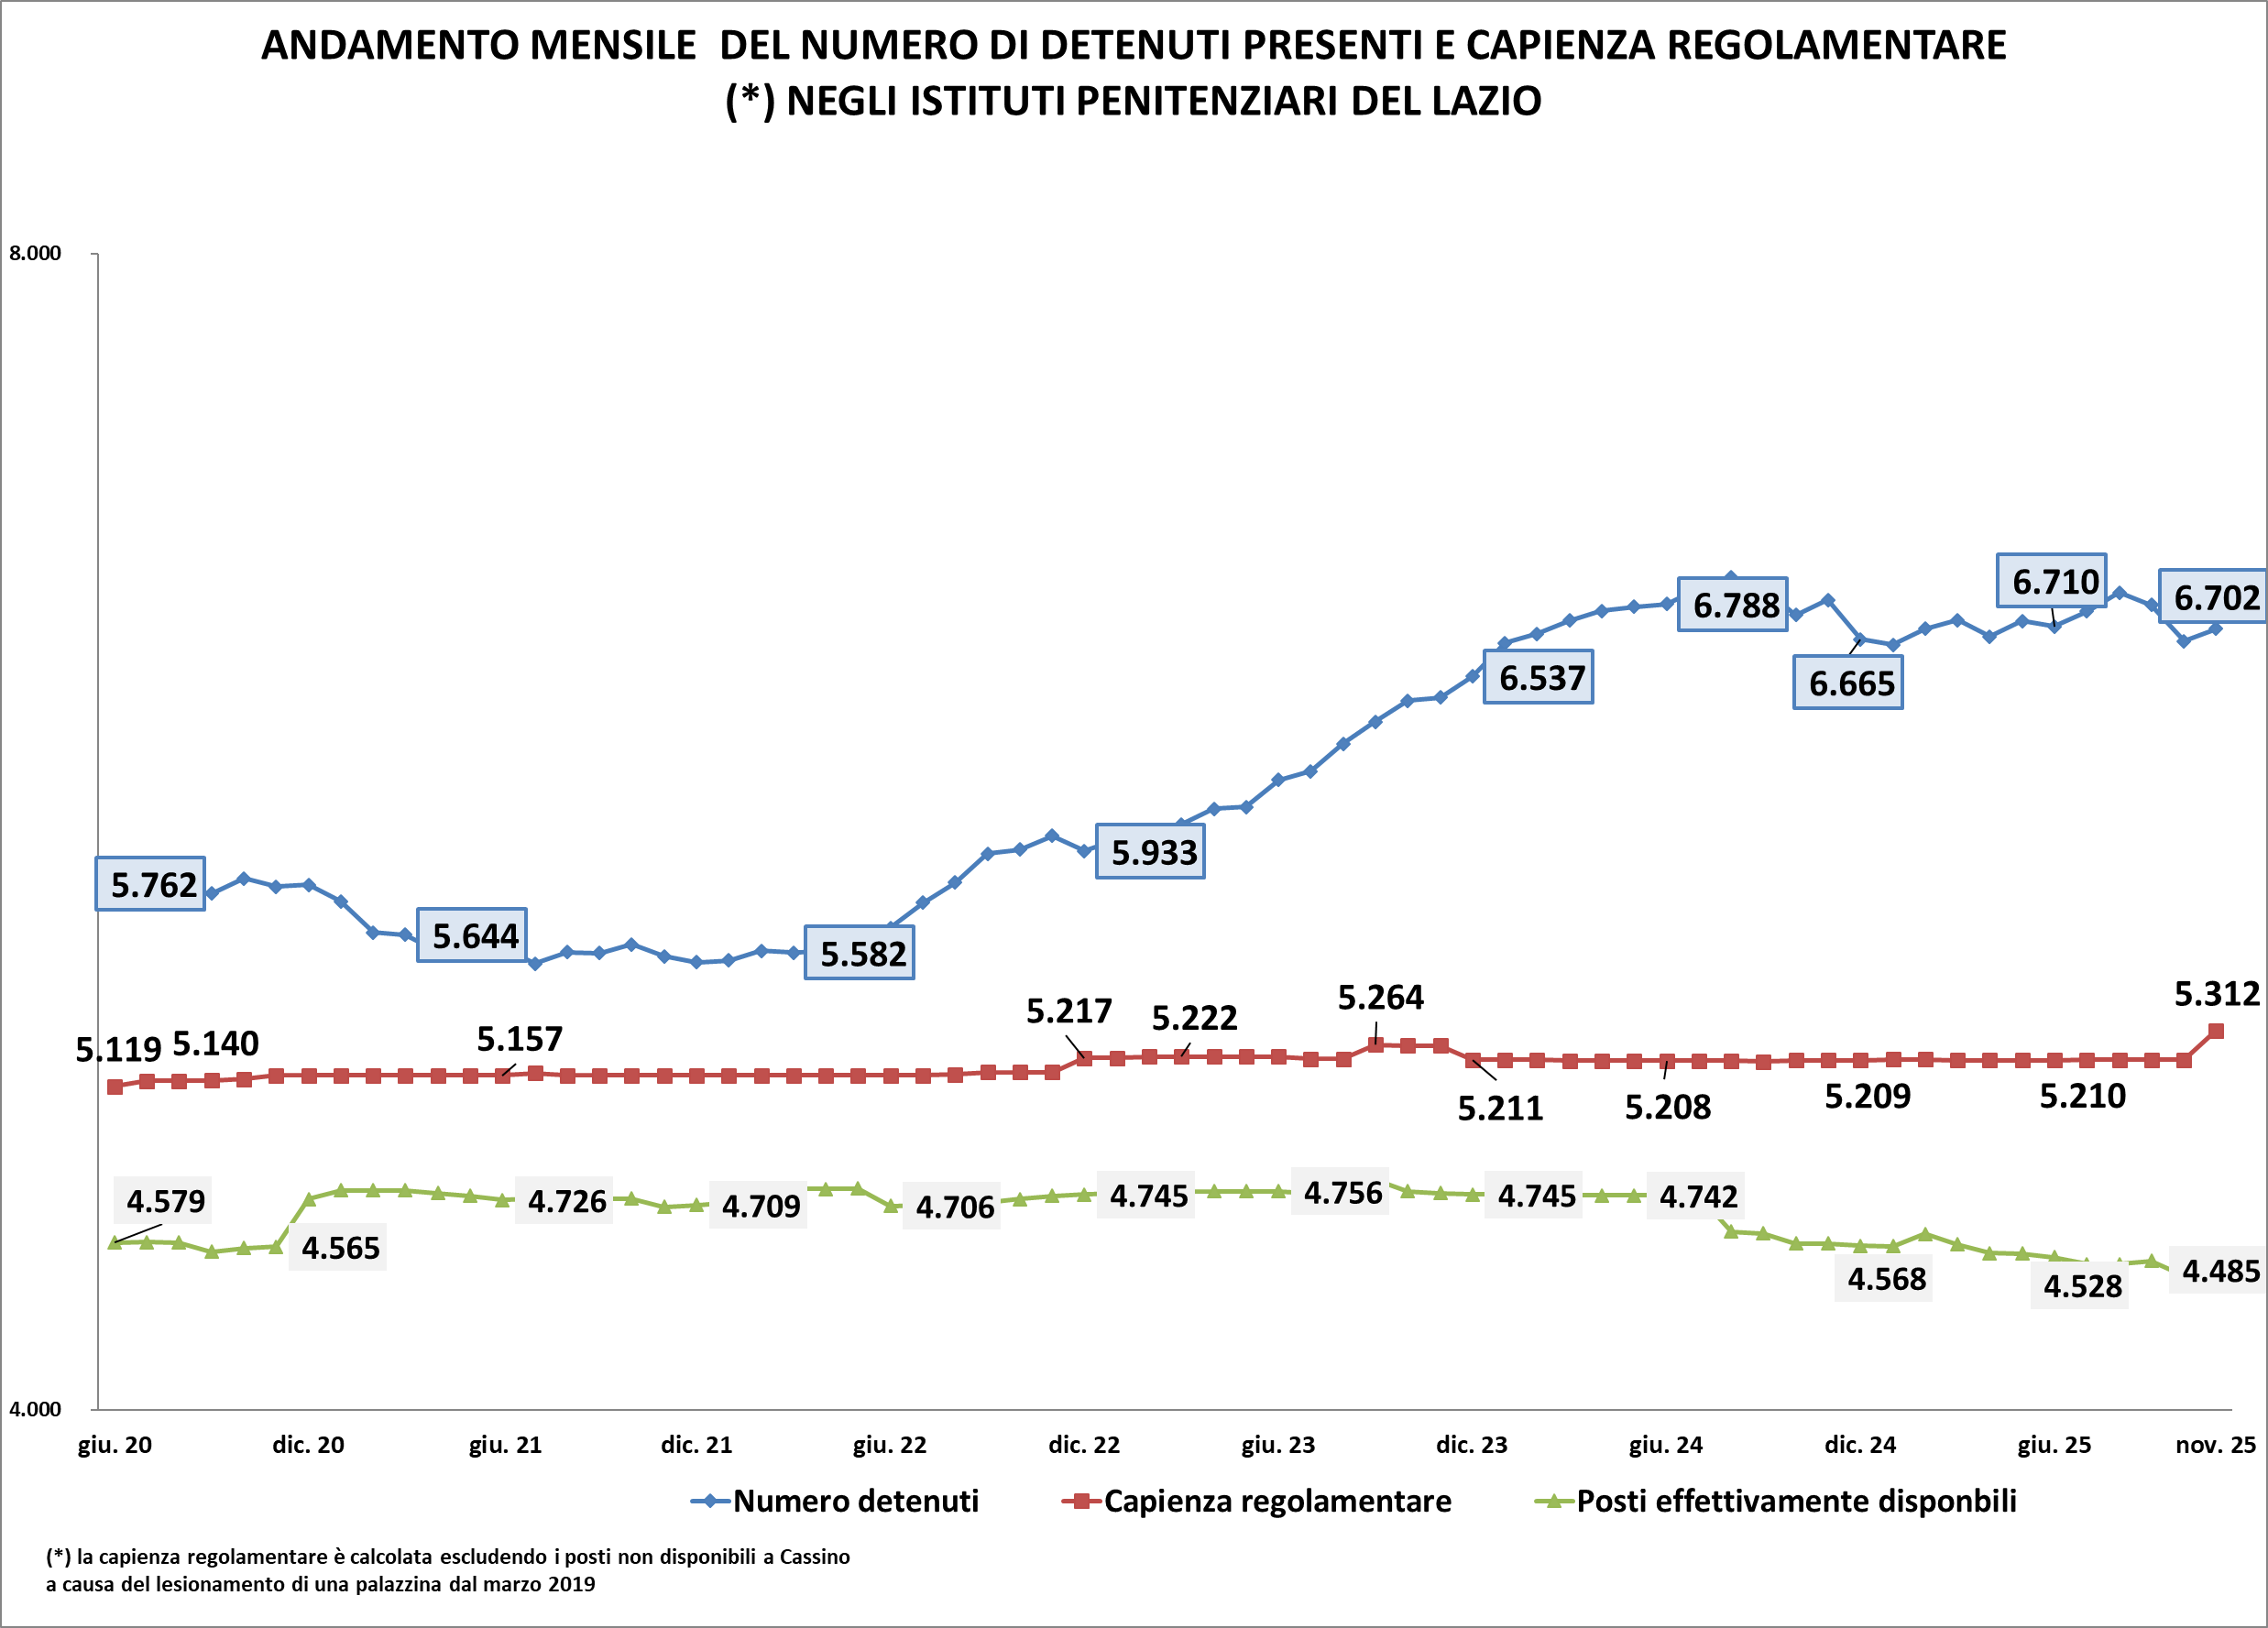 ANDAMENTO MENSILE  DEL NUMERO DI DETENUTI PRESENTI E CAPIENZA REGOLAMENTARE
(*) NEGLI ISTITUTI PENITENZIARI DEL LAZIO
8.000
6.710
6.702
6.788
6.537
6.665
5.933
5.762
5.644
5.582
5.312
5.264
5.217
5.222
5.157
5.140
5.119
5.211
5.208
5.209
5.210
4.579
4.565
4.726
4.709
4.706
4.745
4.756
4.745
4.742
4.568
4.528
4.485
4.000
giu. 20
dic. 20
giu. 21
dic. 21
giu. 22
dic. 22
giu. 23
dic. 23
giu. 24
dic. 24
giu. 25
nov. 25
Numero detenuti
Capienza regolamentare
Posti effettivamente disponbili
(*) la capienza regolamentare è calcolata escludendo i posti non disponibili a Cassino
a causa del lesionamento di una palazzina dal marzo 2019